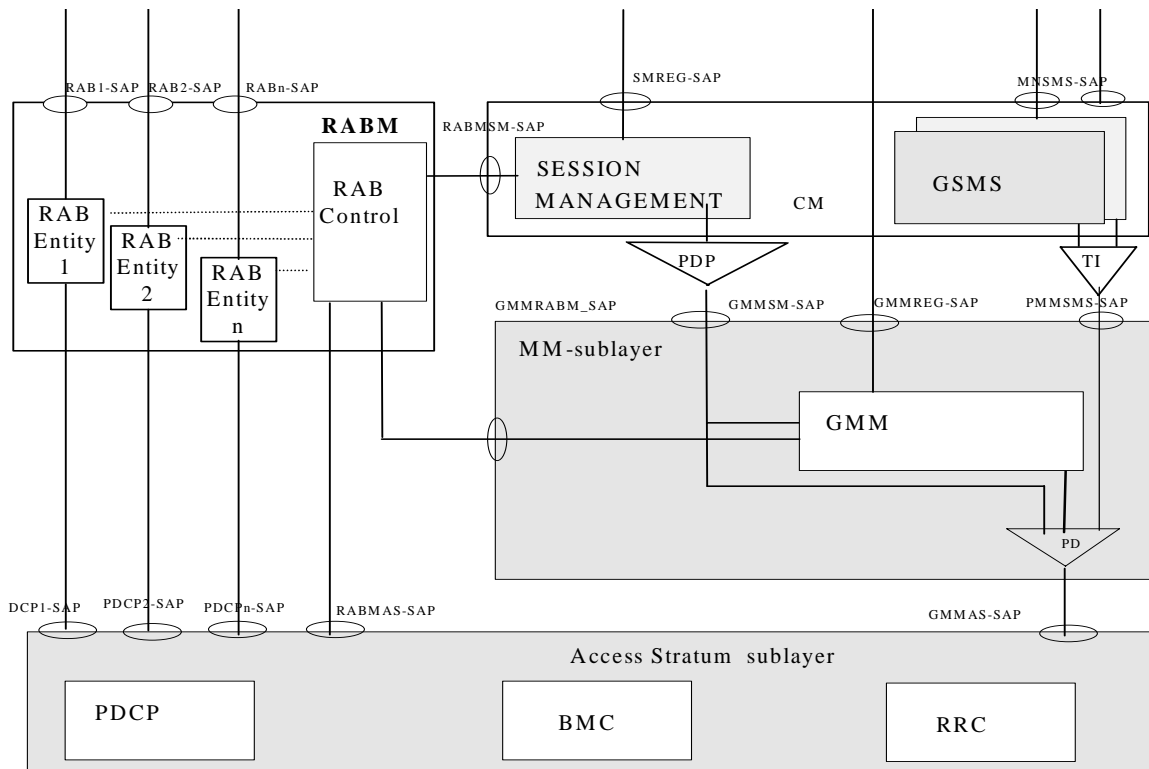 RAB1-SAP
RAB2-SAP
RABn-SAP
SMREG-SAP
MNSMS-SAP
RABM
RABMSM-SAP
RAB
Control
SESSION
MANAGEMENT
CM
GSMS
RAB
Entity
1
RAB
Entity
2
RAB
Entity
n
PDP
TI
GMMRABM_SAP
GMMSM-SAP
GMMREG-SAP
PMMSMS-SAP
MM-sublayer
GMM
PD
DCP1-SAP
PDCP2-SAP
PDCPn-SAP
RABMAS-SAP
GMMAS-SAP
Access Stratum sublayer
PDCP
BMC
RRC